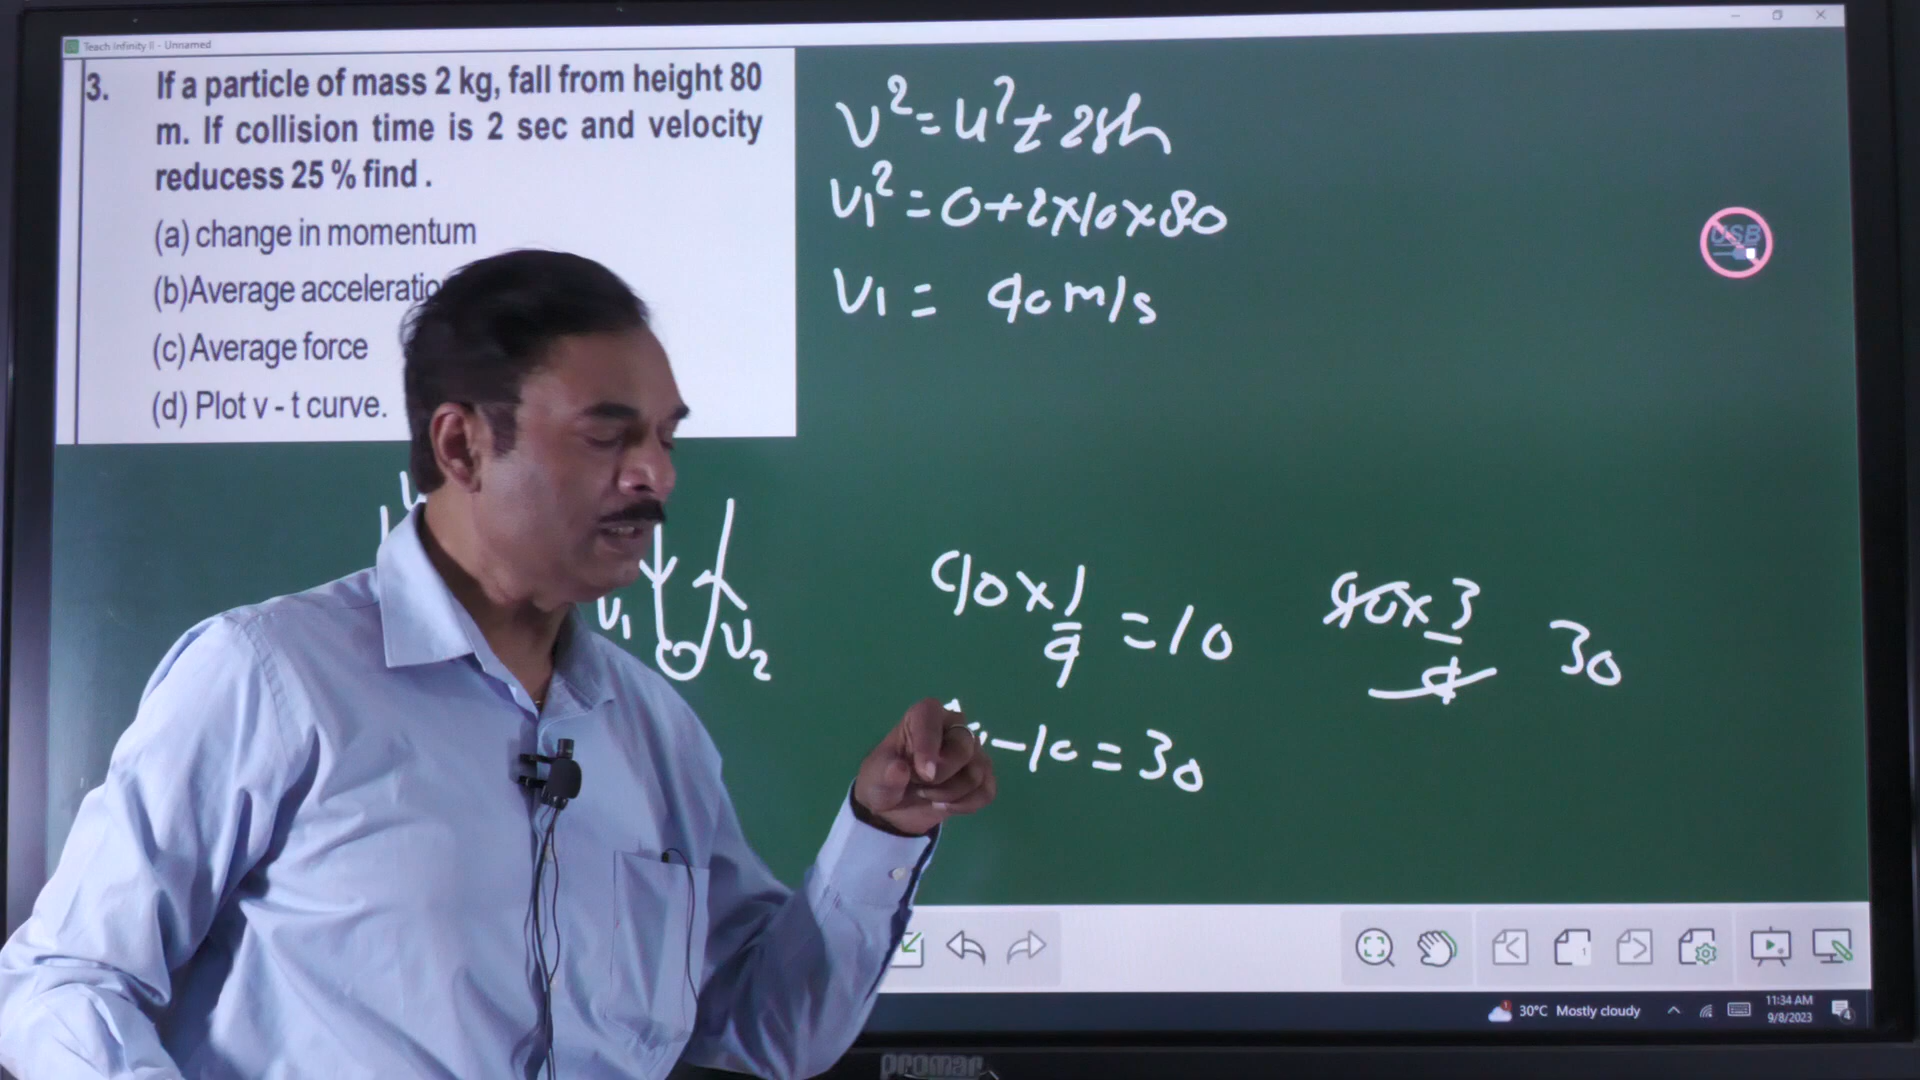 Teach Infinity II - Unnamed
3. If a particle of mass 2 kg, fall from height 80
m. If collision time is 2 sec and velocity
reducess 25 % find .
(a) change in momentum
(b)Average acceleratio
(c) Average force
(d) Plot v - t curve.
v² = u² ± 2gh
v₁² = 0 + 2×10×80
v₁ = 40 m/s
USB
v₁
v₂
40 × 1/4 = 10
40 × 3/4 30
- 10 = 30
1
30°C Mostly cloudy
11:34 AM
9/8/2023
4
promar